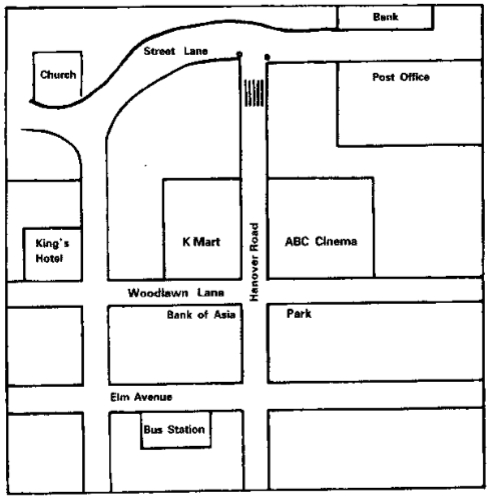 Bank
Street Lane
Church
Post Office
King's
Hotel
K Mart
ABC Cinema
Hanover Road
Woodlawn Lane
Bank of Asia
Park
Elm Avenue
Bus Station